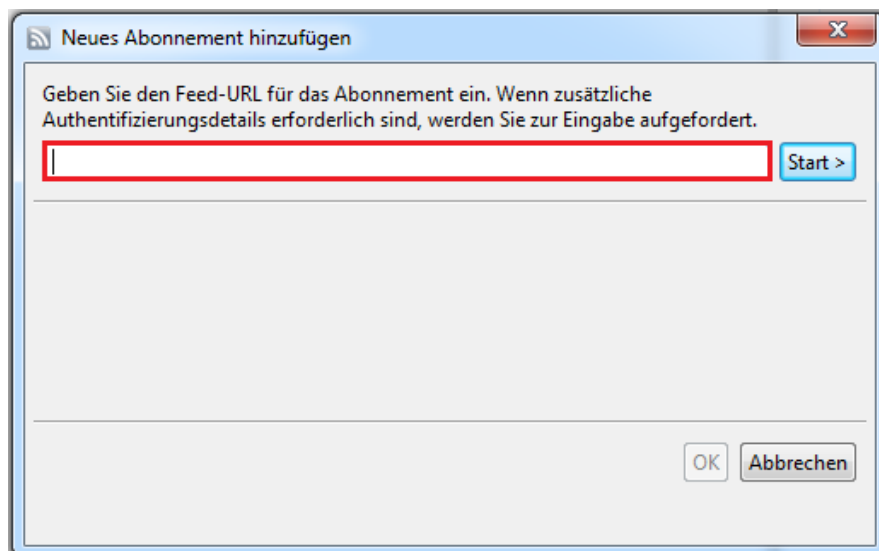 Neues Abonnement hinzufügen
Geben Sie den Feed-URL für das Abonnement ein. Wenn zusätzliche
Authentifizierungsdetails erforderlich sind, werden Sie zur Eingabe aufgefordert.
Start >
OK Abbrechen